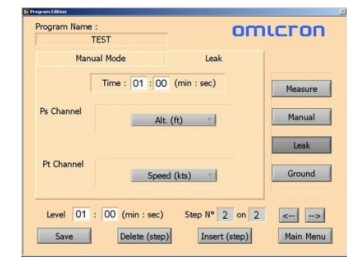 Program Edition
Program Name :
omicron
TEST
Manual Mode Leak
Time : 01 : 00 (min : sec)
Measure
Ps Channel
Alt. (ft)
Manual
Leak
Pt Channel
Speed (kts)
Ground
Level 01 : 00 (min : sec) Step N° 2 on 2 <-- -->
Save Delete (step) Insert (step) Main Menu